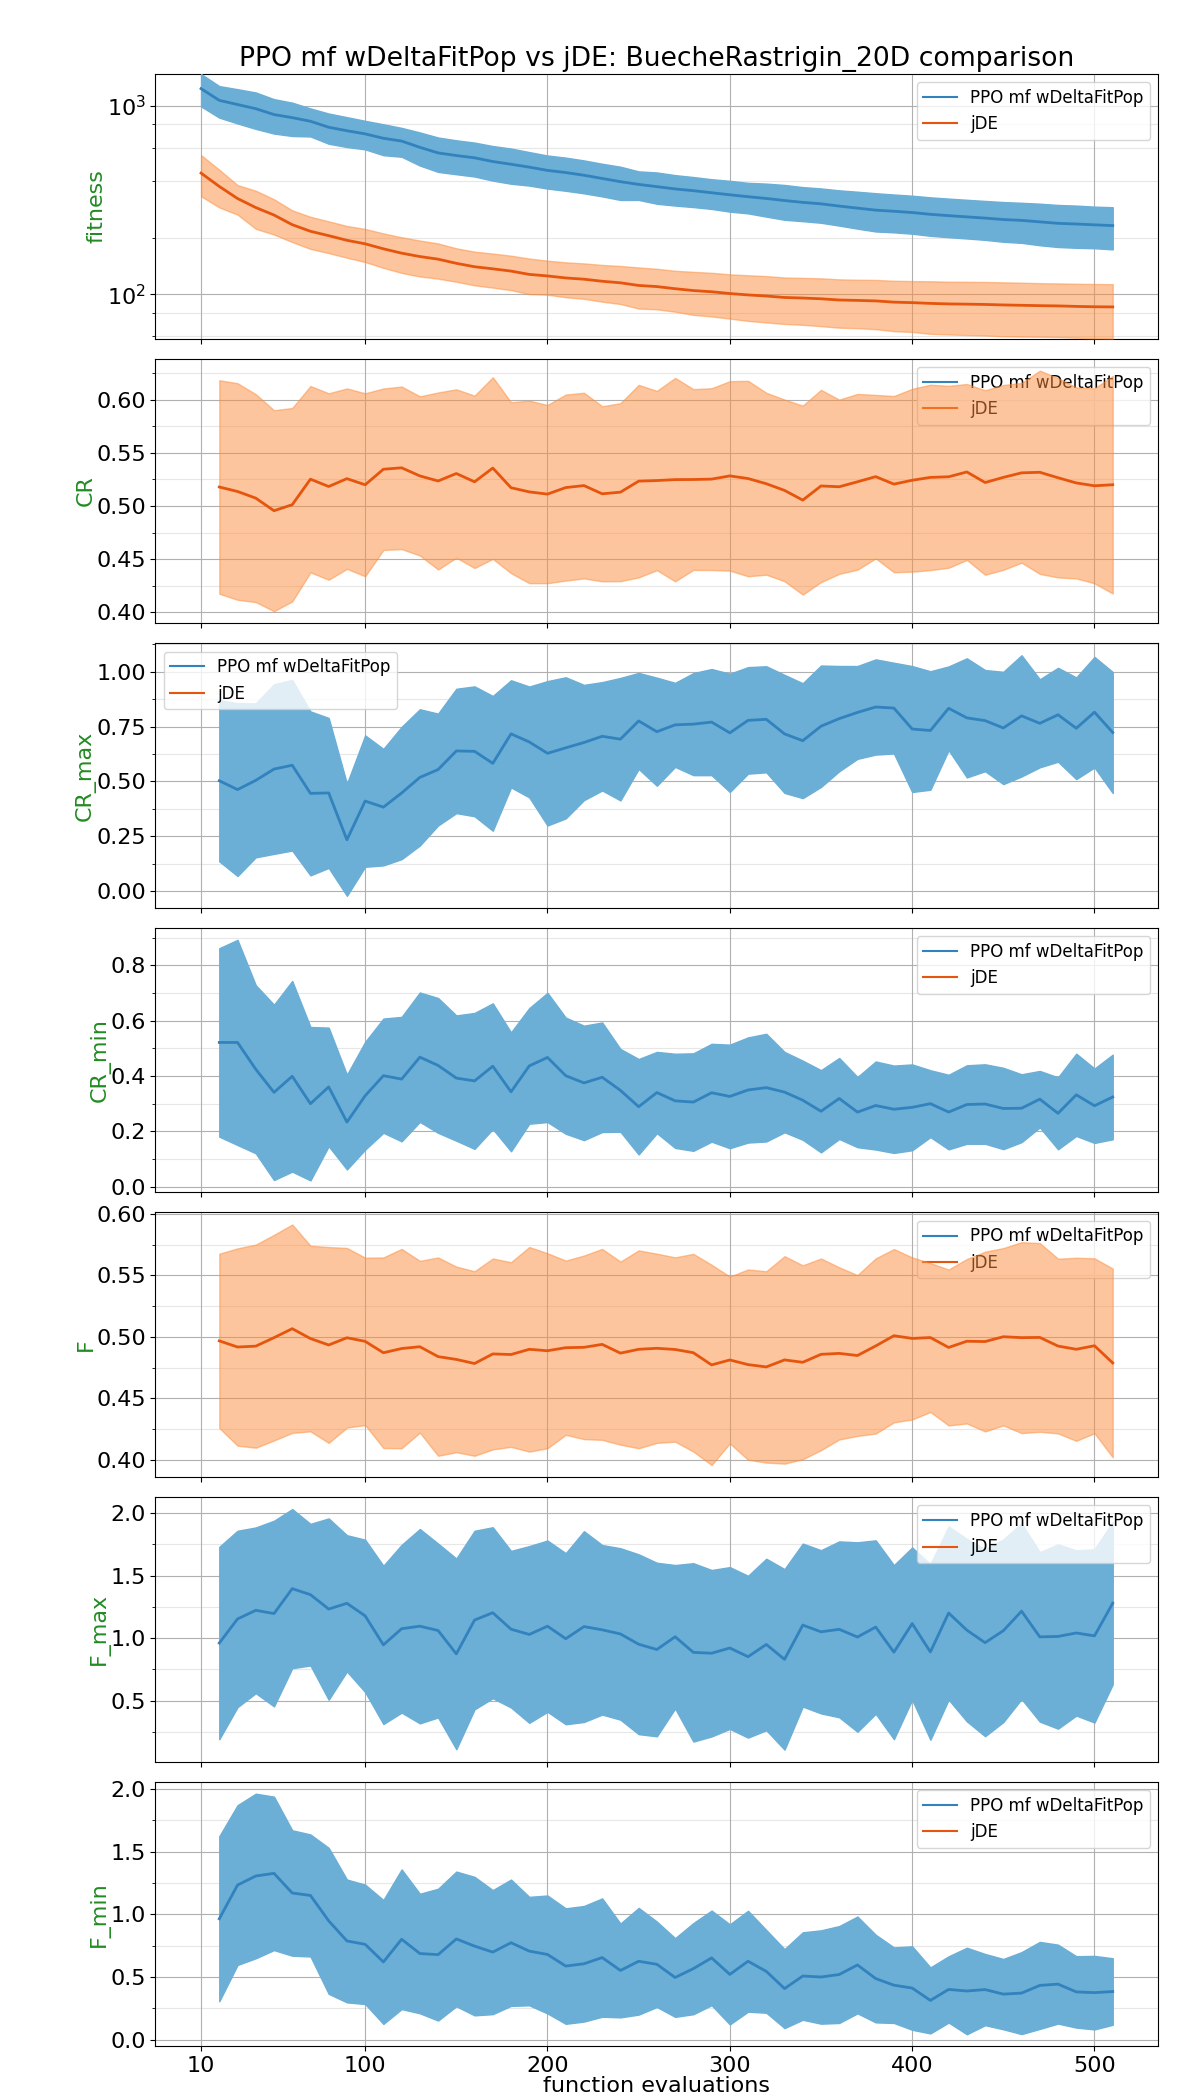 PPO mf wDeltaFitPop vs jDE: BuecheRastrigin_20D comparison
10³
10²
fitness
PPO mf wDeltaFitPop
jDE
0.60
0.55
0.50
0.45
0.40
CR
PPO mf wDeltaFitPop
jDE
1.00
0.75
0.50
0.25
0.00
CR_max
PPO mf wDeltaFitPop
jDE
0.8
0.6
0.4
0.2
0.0
CR_min
PPO mf wDeltaFitPop
jDE
0.60
0.55
0.50
0.45
0.40
F
PPO mf wDeltaFitPop
jDE
2.0
1.5
1.0
0.5
F_max
PPO mf wDeltaFitPop
jDE
2.0
1.5
1.0
0.5
0.0
F_min
PPO mf wDeltaFitPop
jDE
10 100 200 300 400 500
function evaluations